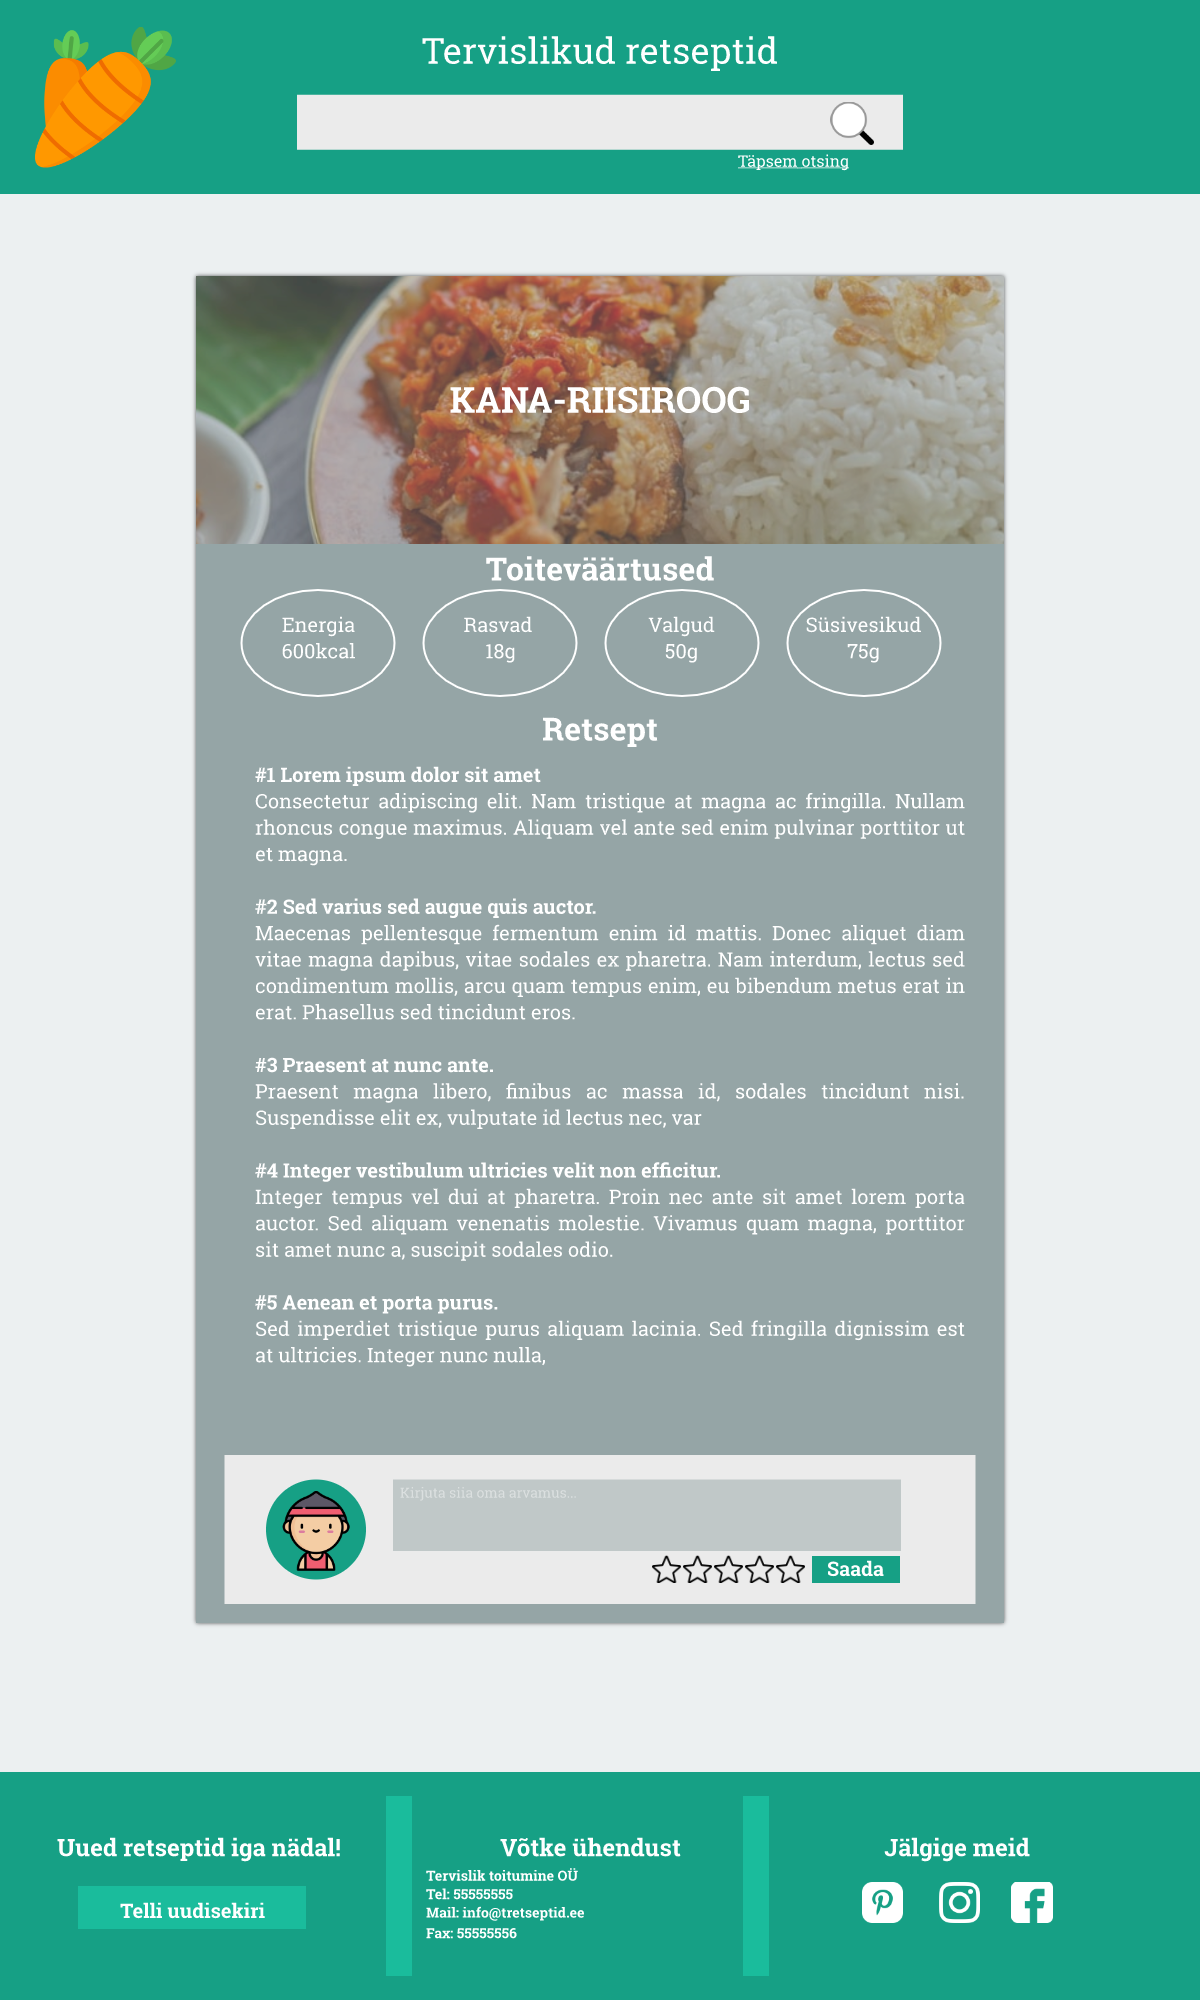 Tervislikud retseptid
Täpsem otsing
KANA-RIISIROOG
Toiteväärtused
Energia
600kcal
Rasvad
18g
Valgud
50g
Süsivesikud
75g
Retsept
#1 Lorem ipsum dolor sit amet
Consectetur adipiscing elit. Nam tristique at magna ac fringilla. Nullam
rhoncus congue maximus. Aliquam vel ante sed enim pulvinar porttitor ut
et magna.
#2 Sed varius sed augue quis auctor.
Maecenas pellentesque fermentum enim id mattis. Donec aliquet diam
vitae magna dapibus, vitae sodales ex pharetra. Nam interdum, lectus sed
condimentum mollis, arcu quam tempus enim, eu bibendum metus erat in
erat. Phasellus sed tincidunt eros.
#3 Praesent at nunc ante.
Praesent magna libero, finibus ac massa id, sodales tincidunt nisi.
Suspendisse elit ex, vulputate id lectus nec, var
#4 Integer vestibulum ultricies velit non efficitur.
Integer tempus vel dui at pharetra. Proin nec ante sit amet lorem porta
auctor. Sed aliquam venenatis molestie. Vivamus quam magna, porttitor
sit amet nunc a, suscipit sodales odio.
#5 Aenean et porta purus.
Sed imperdiet tristique purus aliquam lacinia. Sed fringilla dignissim est
at ultricies. Integer nunc nulla,
Kirjuta siia oma arvamus...
Saada
Uued retseptid iga nädal!
Telli uudisekiri
Võtke ühendust
Tervislik toitumine OÜ
Tel: 55555555
Mail: info@tretseptid.ee
Fax: 55555556
Jälgige meid